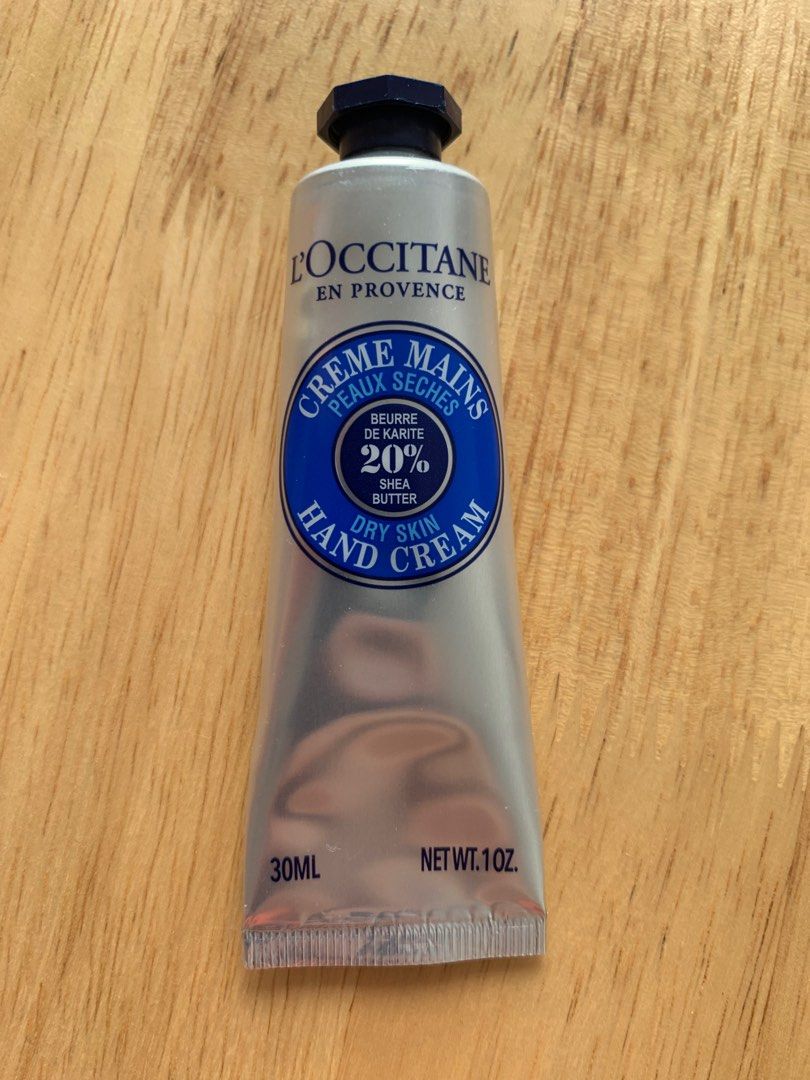 L'OCCITANE
EN PROVENCE
CREME MAINS
PEAUX SECHES
BEURRE
DE KARITE
20%
SHEA
BUTTER
DRY SKIN
HAND CREAM
30ML
NET WT. 1 OZ.